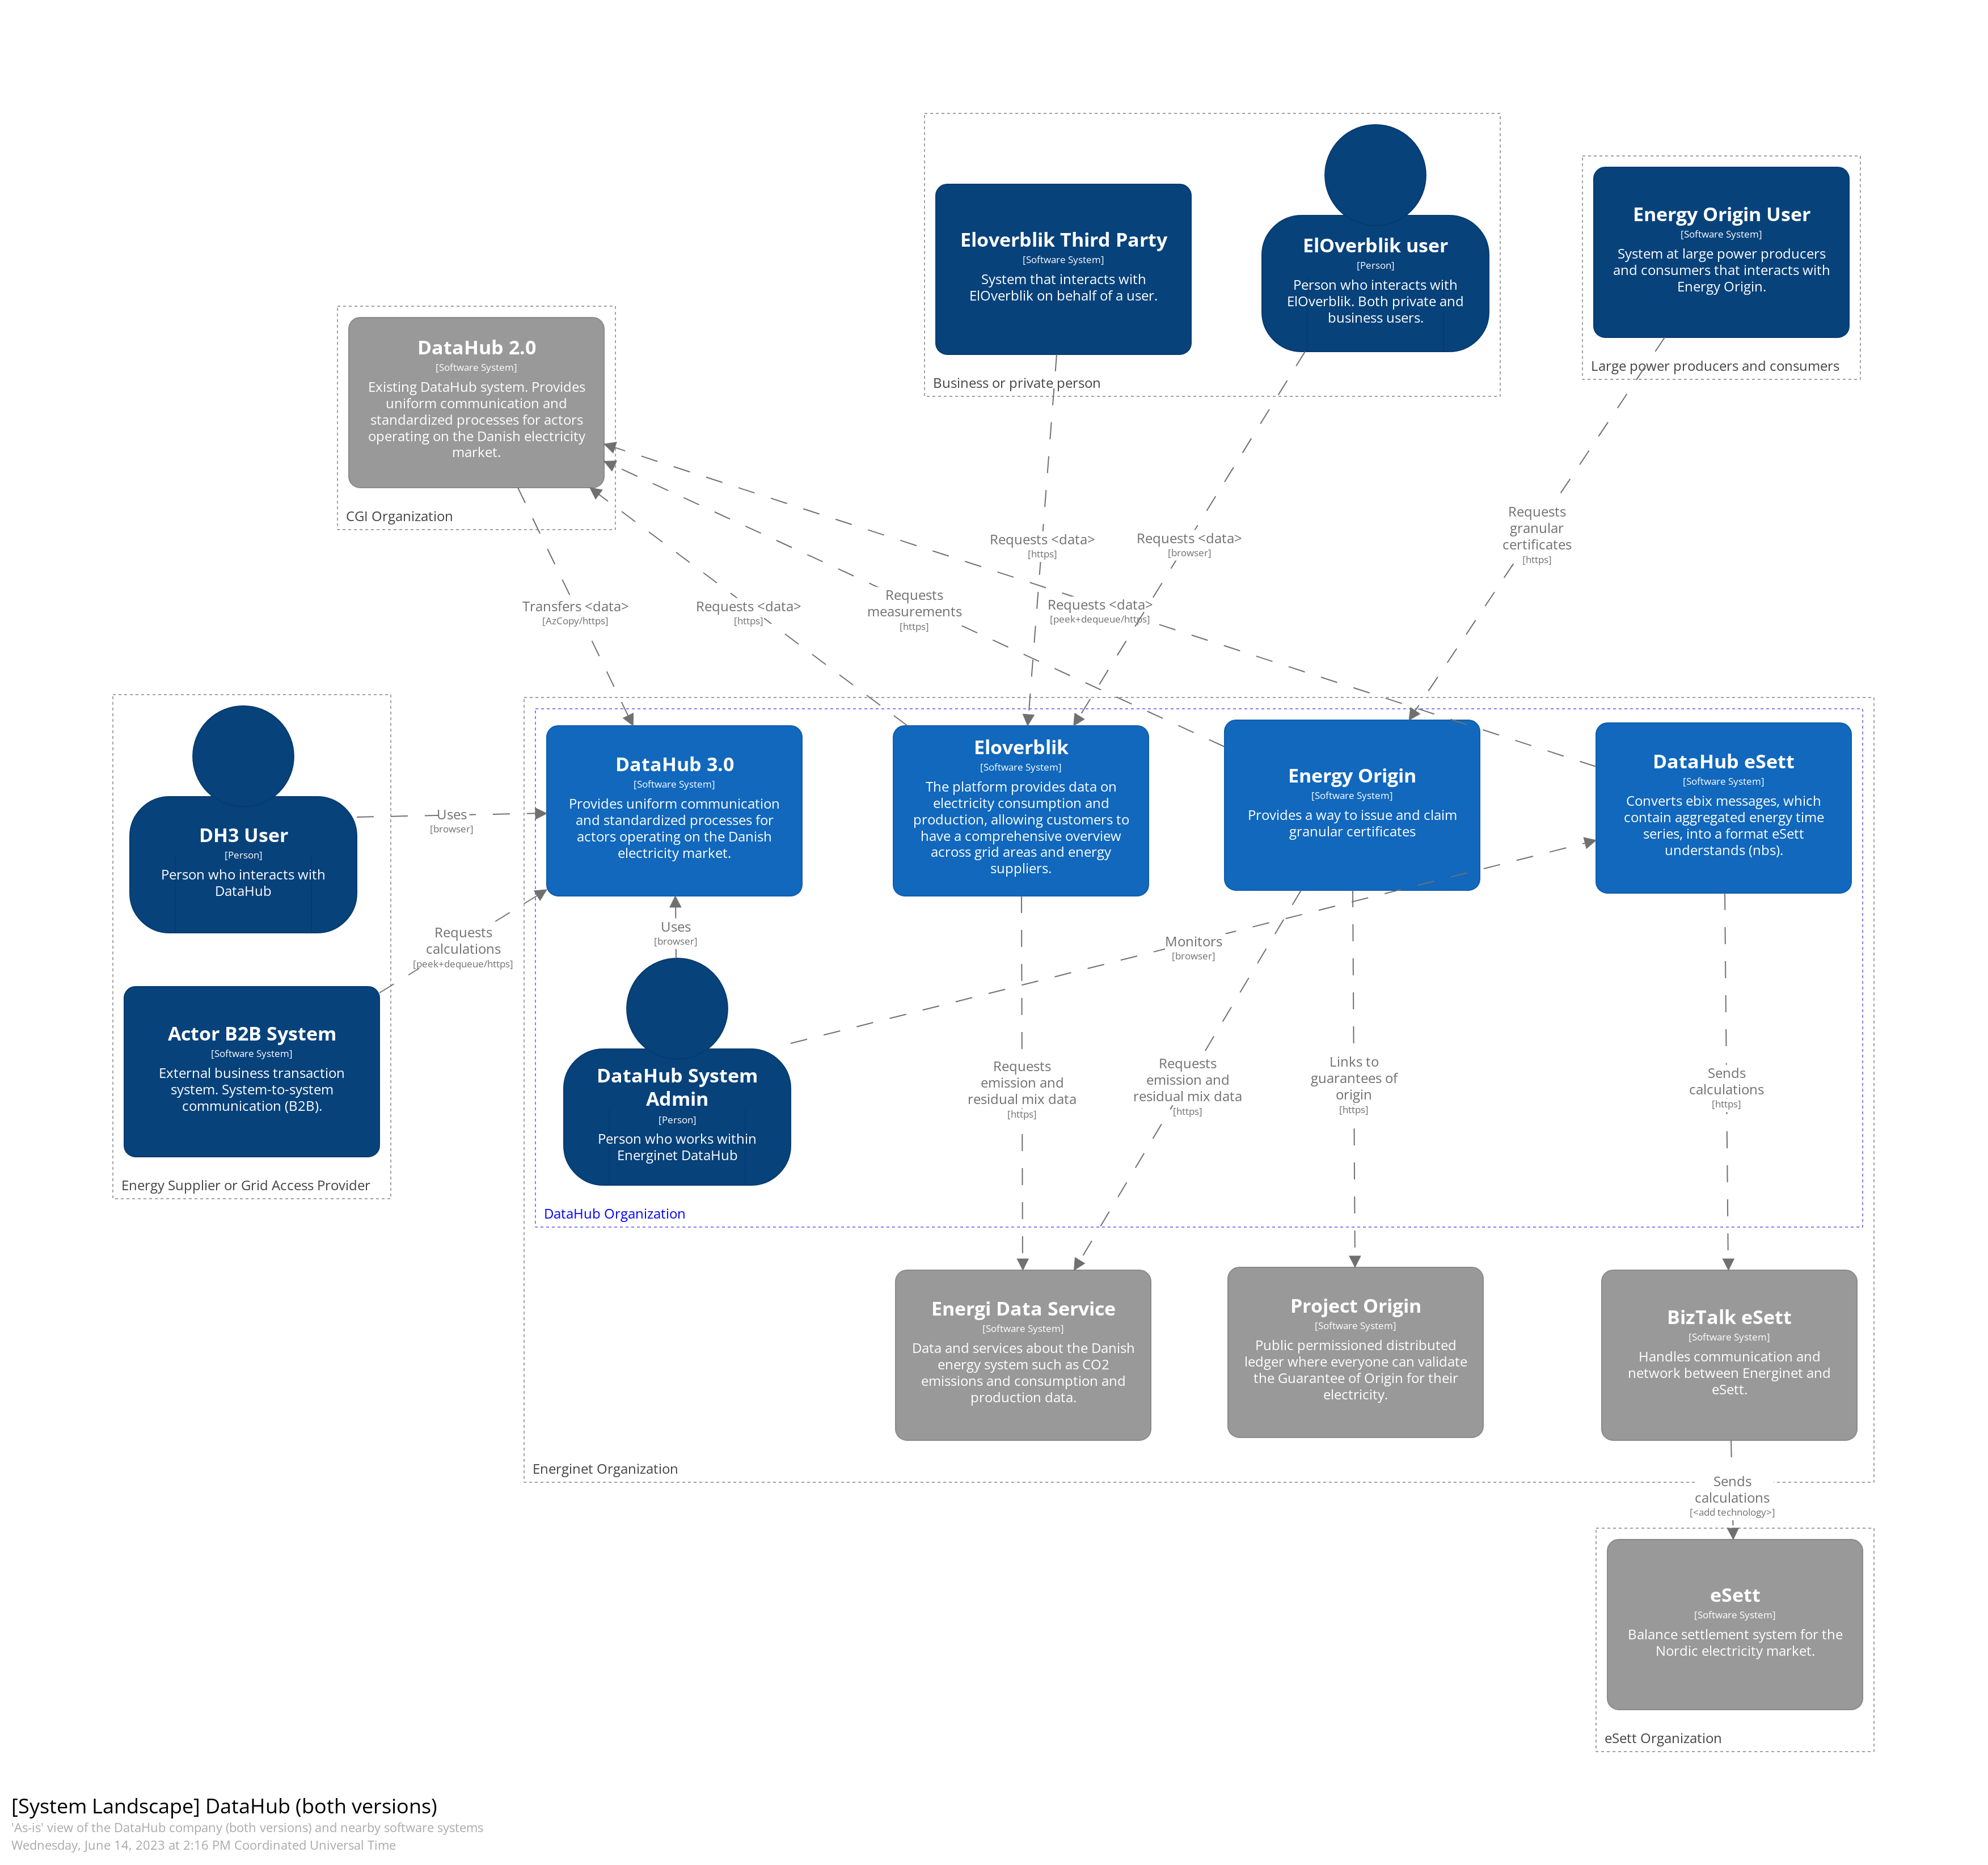 Eloverblik Third Party
[Software System]
System that interacts with
ElOverblik on behalf of a user.
ElOverblik user
[Person]
Person who interacts with
ElOverblik. Both private and
business users.
Business or private person
Energy Origin User
[Software System]
System at large power producers
and consumers that interacts with
Energy Origin.
Large power producers and consumers
DataHub 2.0
[Software System]
Existing DataHub system. Provides
uniform communication and
standardized processes for actors
operating on the Danish electricity
market.
CGI Organization
Transfers <data>
[AzCopy/https]
Requests <data>
[https]
Requests
measurements
[https]
Requests <data>
[https]
Requests <data>
[peek+dequeue/https]
Requests <data>
[browser]
Requests
granular
certificates
[https]
DH3 User
[Person]
Person who interacts with
DataHub
Uses
[browser]
Requests
calculations
[peek+dequeue/https]
Actor B2B System
[Software System]
External business transaction
system. System-to-system
communication (B2B).
Energy Supplier or Grid Access Provider
DataHub 3.0
[Software System]
Provides uniform communication
and standardized processes for
actors operating on the Danish
electricity market.
Eloverblik
[Software System]
The platform provides data on
electricity consumption and
production, allowing customers to
have a comprehensive overview
across grid areas and energy
suppliers.
Energy Origin
[Software System]
Provides a way to issue and claim
granular certificates
DataHub eSett
[Software System]
Converts ebix messages, which
contain aggregated energy time
series, into a format eSett
understands (nbs).
Uses
[browser]
Monitors
[browser]
DataHub System
Admin
[Person]
Person who works within
Energinet DataHub
Requests
emission and
residual mix data
[https]
Requests
emission and
residual mix data
[https]
Links to
guarantees of
origin
[https]
Sends
calculations
[https]
DataHub Organization
Energi Data Service
[Software System]
Data and services about the Danish
energy system such as CO2
emissions and consumption and
production data.
Project Origin
[Software System]
Public permissioned distributed
ledger where everyone can validate
the Guarantee of Origin for their
electricity.
BizTalk eSett
[Software System]
Handles communication and
network between Energinet and
eSett.
Energinet Organization
Sends
calculations
[<add technology>]
eSett
[Software System]
Balance settlement system for the
Nordic electricity market.
eSett Organization
[System Landscape] DataHub (both versions)
'As-is' view of the DataHub company (both versions) and nearby software systems
Wednesday, June 14, 2023 at 2:16 PM Coordinated Universal Time